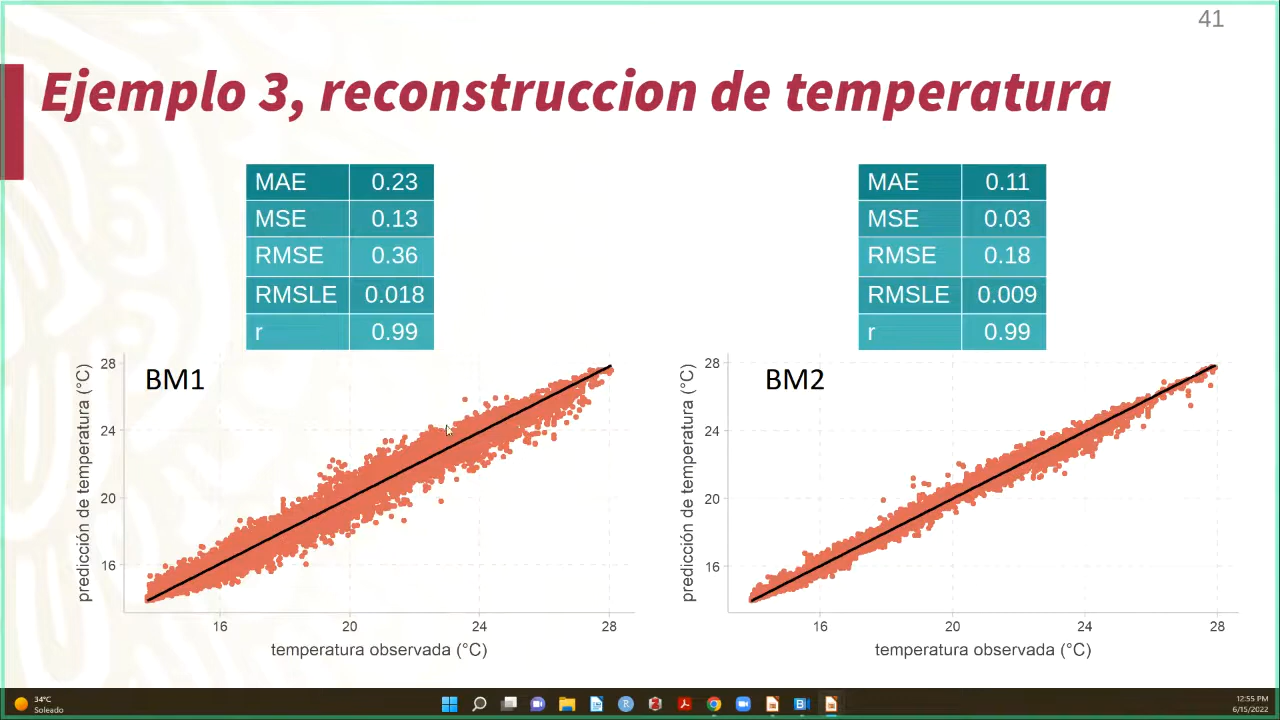 41
Ejemplo 3, reconstruccion de temperatura
MAE 0.23
MSE 0.13
RMSE 0.36
RMSLE 0.018
r 0.99
MAE 0.11
MSE 0.03
RMSE 0.18
RMSLE 0.009
r 0.99
BM1
predicción de temperatura (°C)
28
24
20
16
16 20 24 28
temperatura observada (°C)
BM2
predicción de temperatura (°C)
28
24
20
16
16 20 24 28
temperatura observada (°C)
34°C
Soleado
12:55 PM
6/15/2022